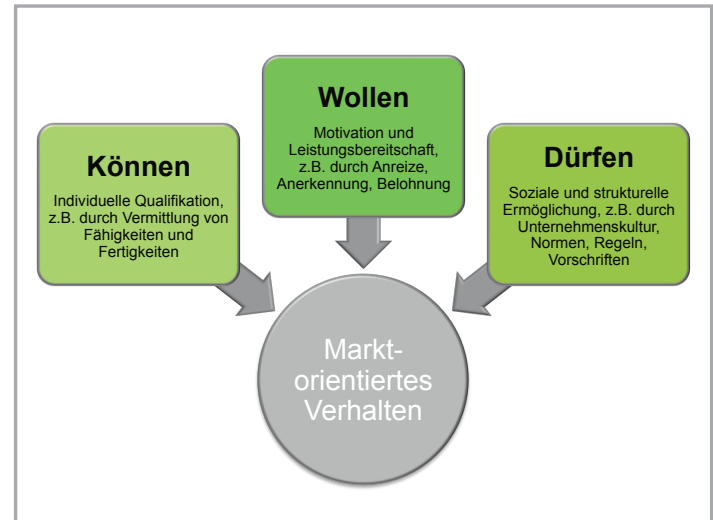 Wollen
Motivation und
Leistungsbereitschaft,
z.B. durch Anreize,
Anerkennung, Belohnung
Können
Individuelle Qualifikation,
z.B. durch Vermittlung von
Fähigkeiten und
Fertigkeiten
Dürfen
Soziale und strukturelle
Ermöglichung, z.B. durch
Unternehmenskultur,
Normen, Regeln,
Vorschriften
Markt-
orientiertes
Verhalten